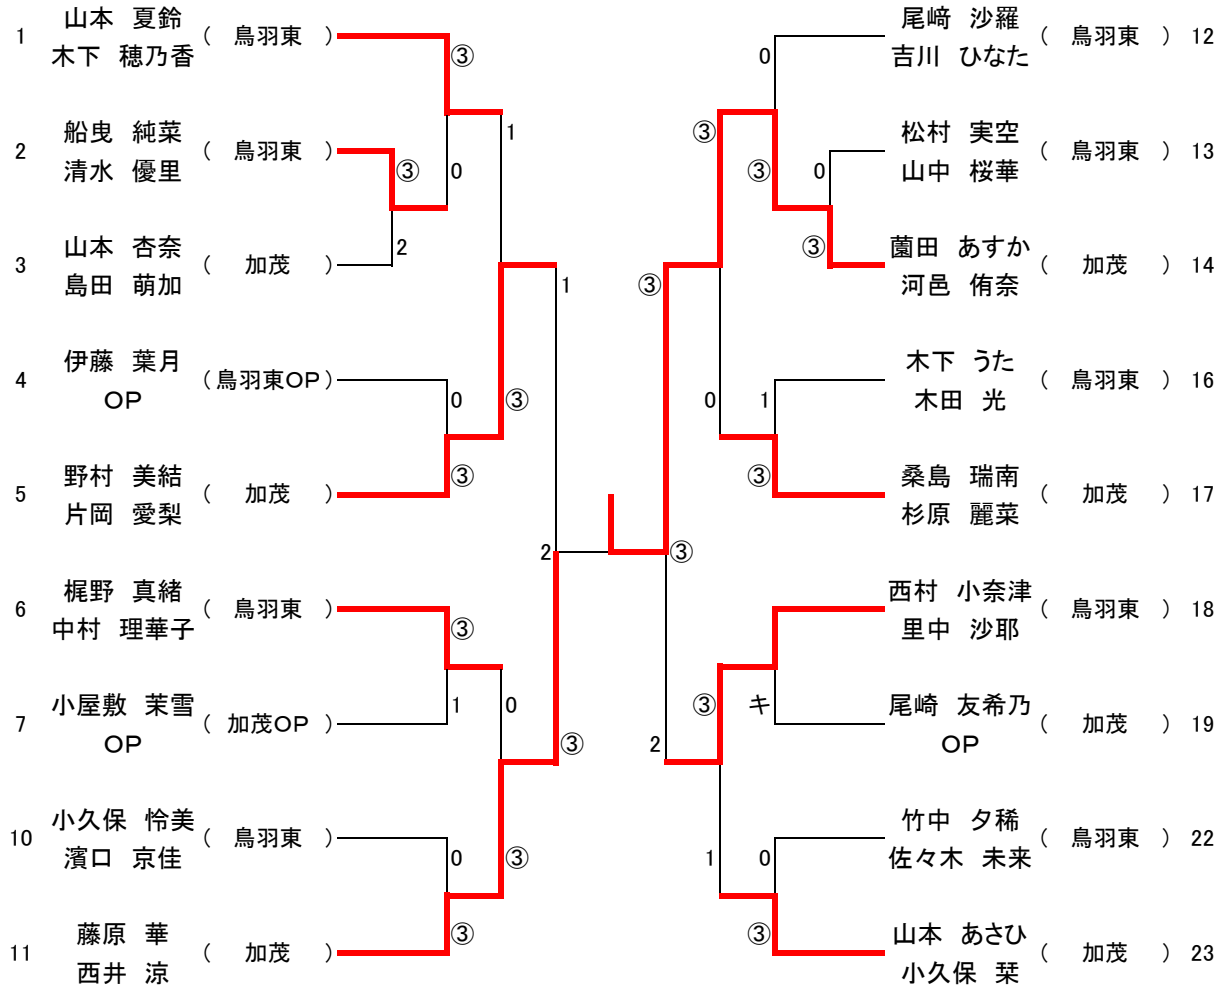 1 山本 夏鈴 ( 鳥羽東 )
木下 穂乃香
③
1
2 船曳 純菜 ( 鳥羽東 )
清水 優里
③ 0
3 山本 杏奈 ( 加茂 )
島田 萌加
2
1
4 伊藤 葉月 (鳥羽東OP)
OP
0 ③
5 野村 美結 ( 加茂 )
片岡 愛梨
③
2
6 梶野 真緒 ( 鳥羽東 )
中村 理華子
③
7 小屋敷 茉雪 ( 加茂OP )
OP
1 0
③
10 小久保 怜美 ( 鳥羽東 )
濱口 京佳
0 ③
11 藤原 華 ( 加茂 )
西井 涼
③
尾﨑 沙羅 ( 鳥羽東 ) 12
吉川 ひなた
0
③
松村 実空 ( 鳥羽東 ) 13
山中 桜華
③ 0
薗田 あすか ( 加茂 ) 14
河邑 侑奈
③
③
木下 うた ( 鳥羽東 ) 16
木田 光
0 1
桑島 瑞南 ( 加茂 ) 17
杉原 麗菜
③
③
西村 小奈津 ( 鳥羽東 ) 18
里中 沙耶
尾崎 友希乃 ( 加茂 ) 19
OP
③ キ
2
竹中 夕稀 ( 鳥羽東 ) 22
佐々木 未来
1 0
山本 あさひ ( 加茂 ) 23
小久保 栞
③